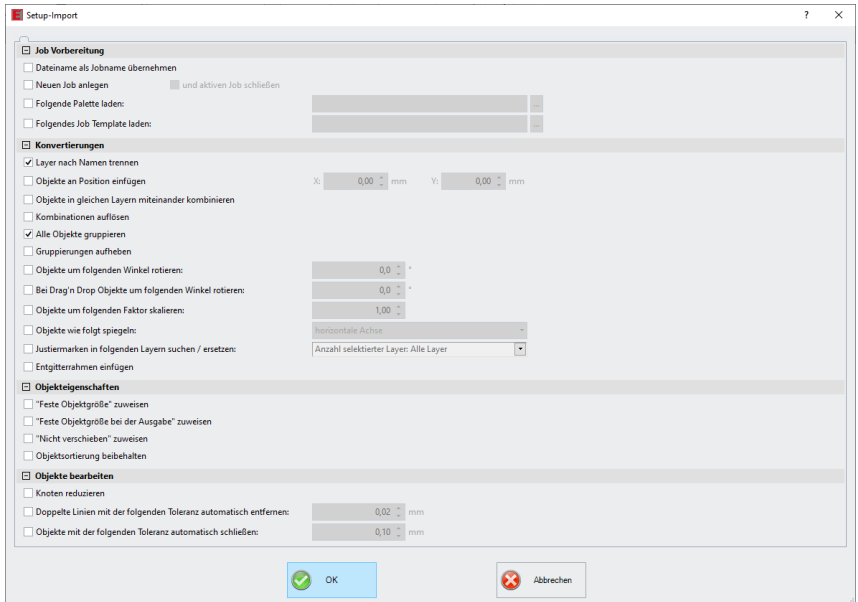 Setup-Import
Job Vorbereitung
Dateiname als Jobname übernehmen
Neuen Job anlegen und aktiven Job schließen
Folgende Palette laden: ...
Folgendes Job Template laden: ...
Konvertierungen
Layer nach Namen trennen
Objekte an Position einfügen X: 0,00 mm Y: 0,00 mm
Objekte in gleichen Layern miteinander kombinieren
Kombinationen auflösen
Alle Objekte gruppieren
Gruppierungen aufheben
Objekte um folgenden Winkel rotieren: 0,0 °
Bei Drag'n Drop Objekte um folgenden Winkel rotieren: 0,0 °
Objekte um folgenden Faktor skalieren: 1,00
Objekte wie folgt spiegeln: horizontale Achse
Justiermarken in folgenden Layern suchen / ersetzen: Anzahl selektierter Layer: Alle Layer
Entgitterrahmen einfügen
Objekteigenschaften
"Feste Objektgröße" zuweisen
"Feste Objektgröße bei der Ausgabe" zuweisen
"Nicht verschieben" zuweisen
Objektsortierung beibehalten
Objekte bearbeiten
Knoten reduzieren
Doppelte Linien mit der folgenden Toleranz automatisch entfernen: 0,02 mm
Objekte mit der folgenden Toleranz automatisch schließen: 0,10 mm
OK Abbrechen